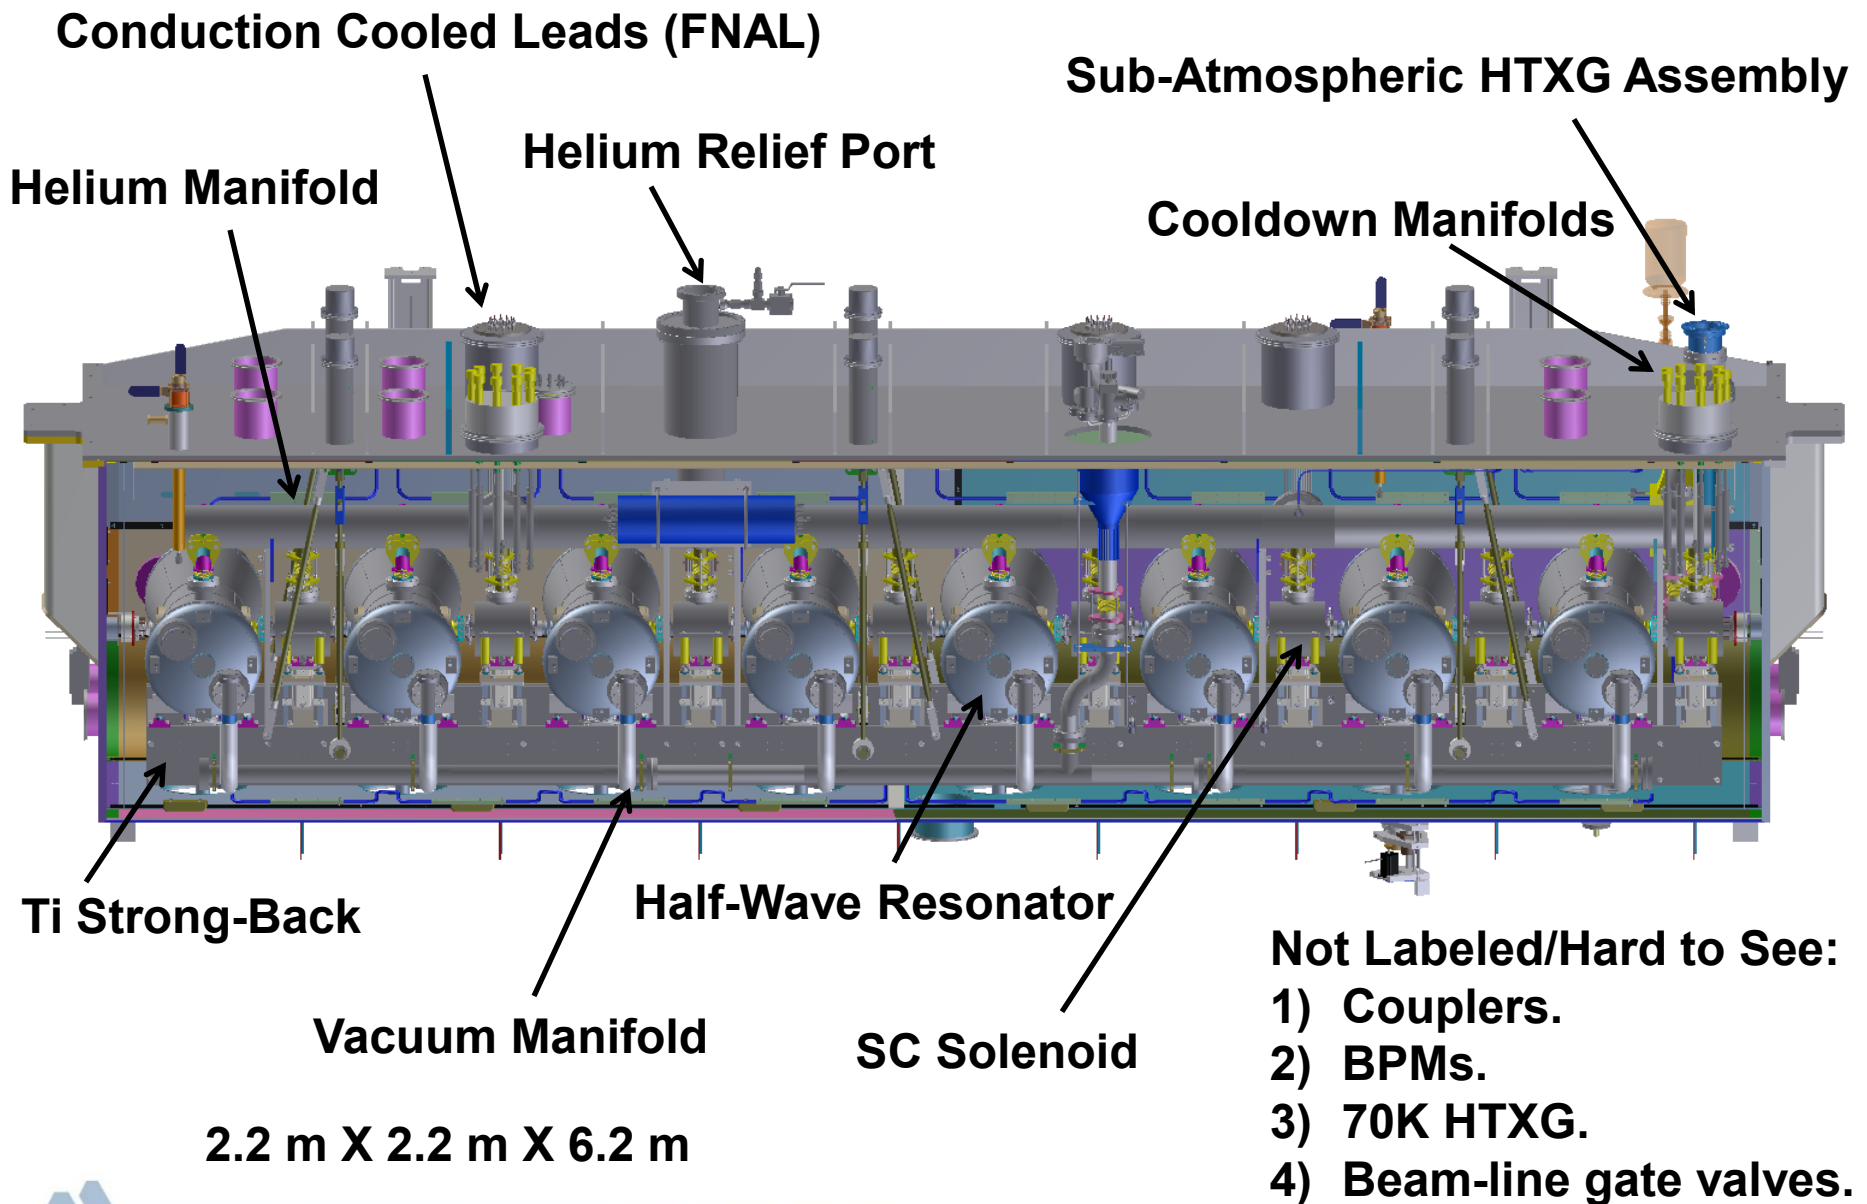 Conduction Cooled Leads (FNAL)
Sub-Atmospheric HTXG Assembly
Helium Relief Port
Helium Manifold
Cooldown Manifolds
Ti Strong-Back
Half-Wave Resonator
Vacuum Manifold
SC Solenoid
Not Labeled/Hard to See:
1) Couplers.
2) BPMs.
3) 70K HTXG.
4) Beam-line gate valves.
2.2 m X 2.2 m X 6.2 m